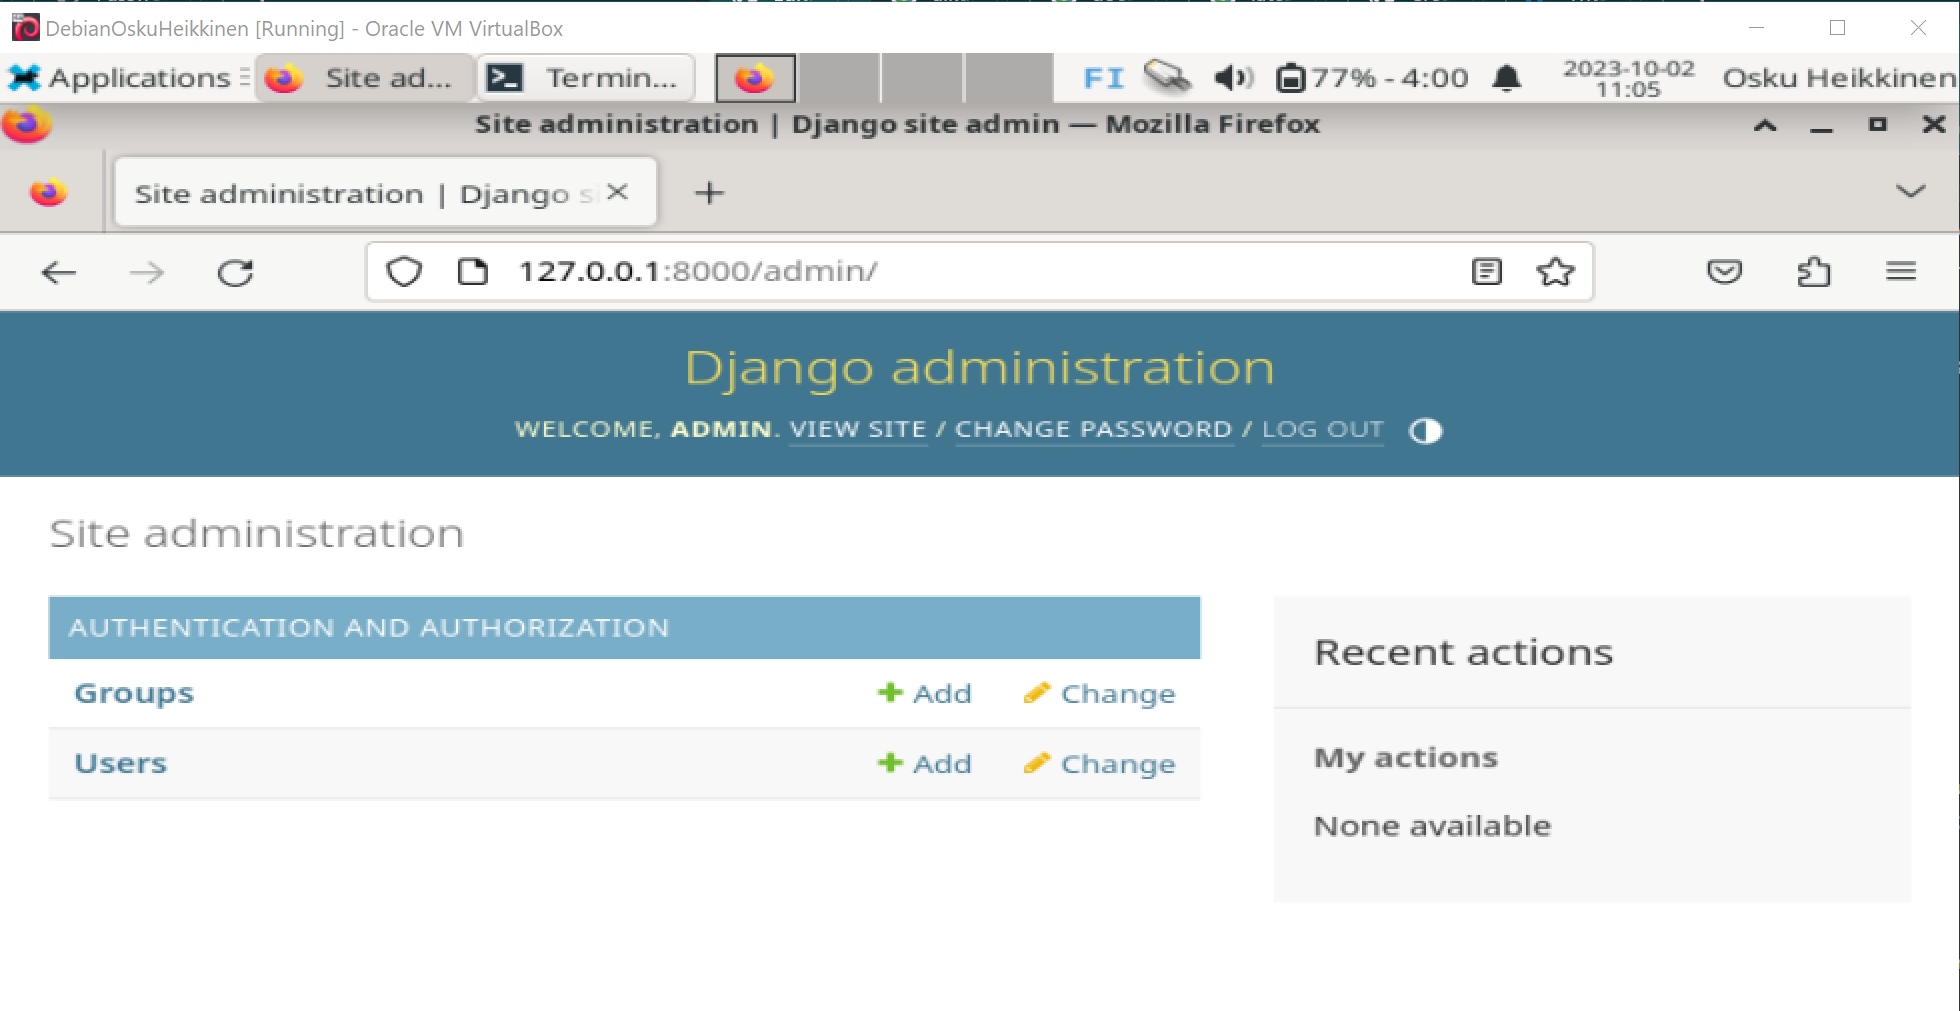 DebianOskuHeikkinen [Running] - Oracle VM VirtualBox
Applications Site ad... Termin... FI 77% - 4:00 2023-10-02 11:05 Osku Heikkinen
Site administration | Django site admin — Mozilla Firefox
Site administration | Django s
127.0.0.1:8000/admin/
Django administration
WELCOME, ADMIN. VIEW SITE / CHANGE PASSWORD / LOG OUT
Site administration
AUTHENTICATION AND AUTHORIZATION
Groups Add Change
Users Add Change
Recent actions
My actions
None available